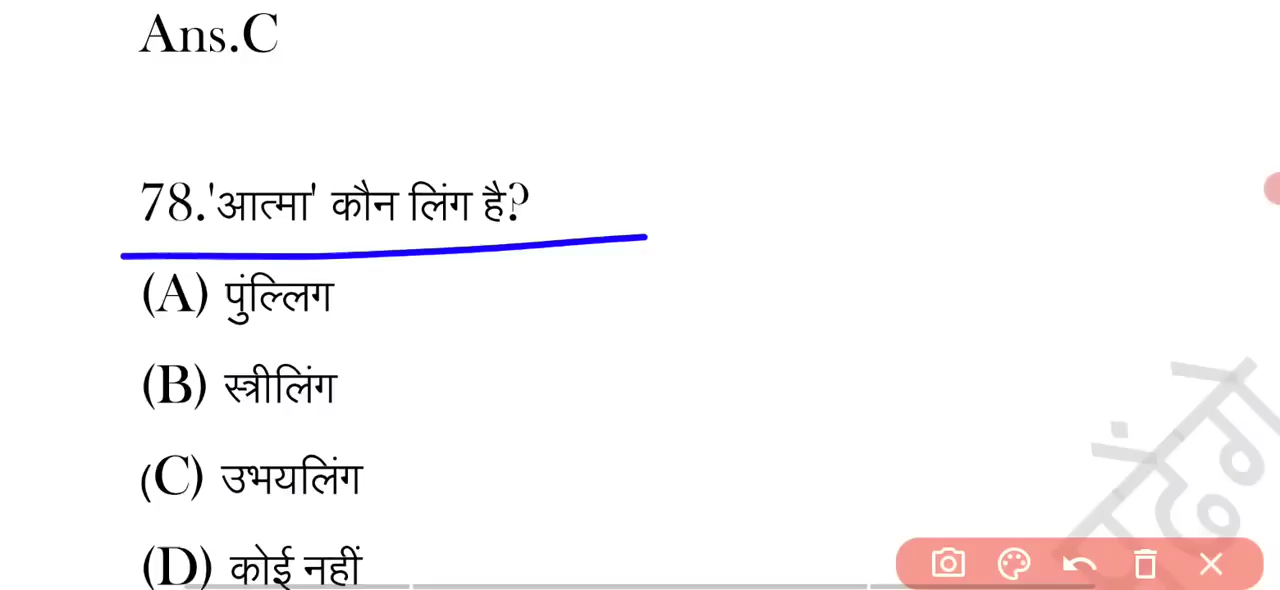 Ans.C
78.'आत्मा' कौन लिंग है?
(A) पुंल्लिग
(B) स्त्रीलिंग
(C) उभयलिंग
(D) कोई नहीं